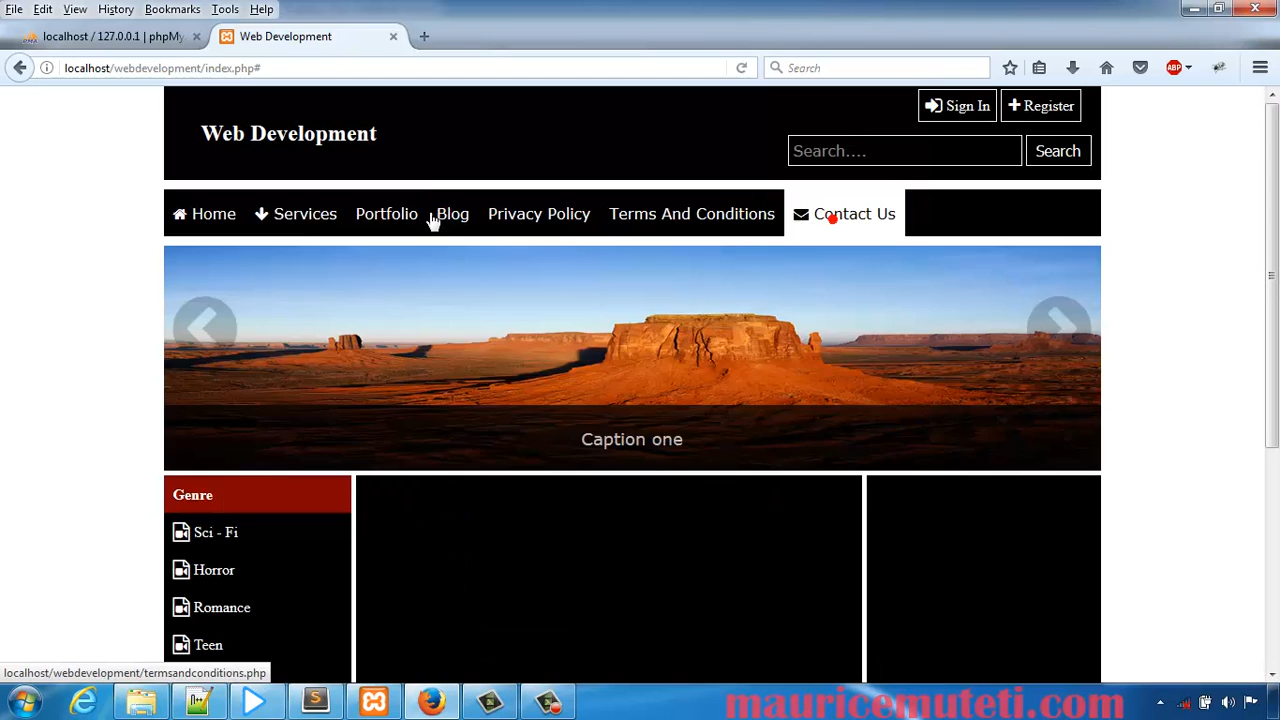 File Edit View History Bookmarks Tools Help
localhost / 127.0.0.1 | phpMy
Web Development
localhost/webdevelopment/index.php#
Search
ABP
Sign In
Register
Web Development
Search....
Search
Home
Services
Portfolio
Blog
Privacy Policy
Terms And Conditions
Contact Us
Caption one
Genre
Sci - Fi
Horror
Romance
Teen
localhost/webdevelopment/termsandconditions.php
mauricemuteti.com